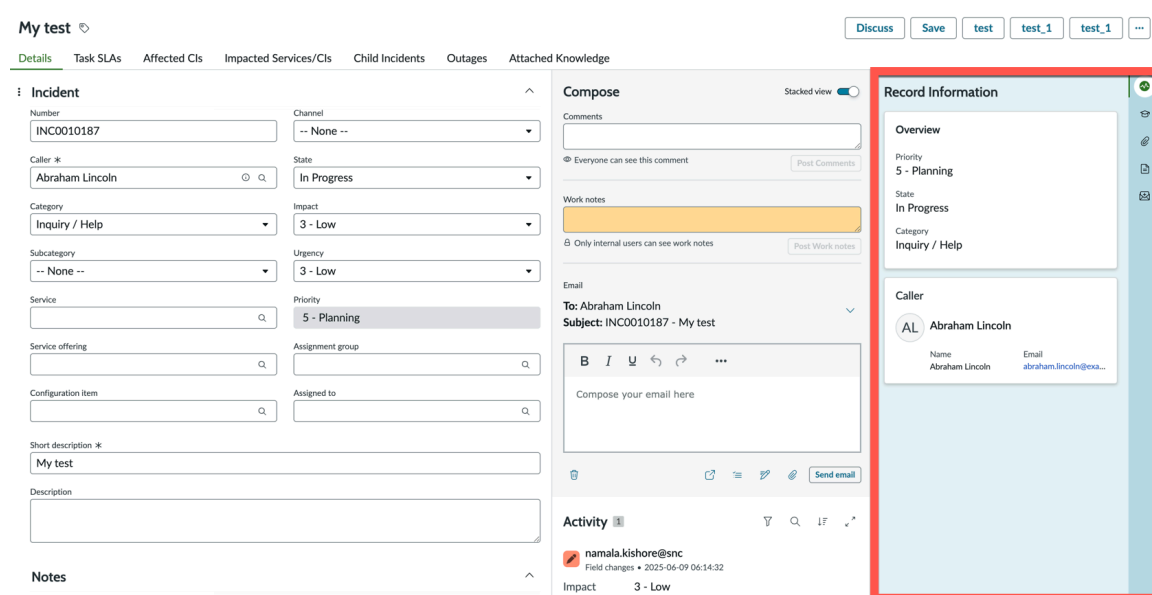 My test
Discuss Save test test_1 test_1
Details Task SLAs Affected CIs Impacted Services/CIs Child Incidents Outages Attached Knowledge
Incident
Number
INC0010187
Channel
-- None --
Caller *
Abraham Lincoln
State
In Progress
Category
Inquiry / Help
Impact
3 - Low
Subcategory
-- None --
Urgency
3 - Low
Service
Priority
5 - Planning
Service offering
Assignment group
Configuration item
Assigned to
Short description *
My test
Description
Notes
Compose
Stacked view
Comments
Everyone can see this comment
Post Comments
Work notes
Only internal users can see work notes
Post Work notes
Email
To: Abraham Lincoln
Subject: INC0010187 - My test
B I U
Compose your email here
Send email
Activity 1
namala.kishore@snc
Field changes • 2025-06-09 06:14:32
Impact 3 - Low
Record Information
Overview
Priority
5 - Planning
State
In Progress
Category
Inquiry / Help
Caller
AL Abraham Lincoln
Name Email
Abraham Lincoln abraham.lincoln@exa...